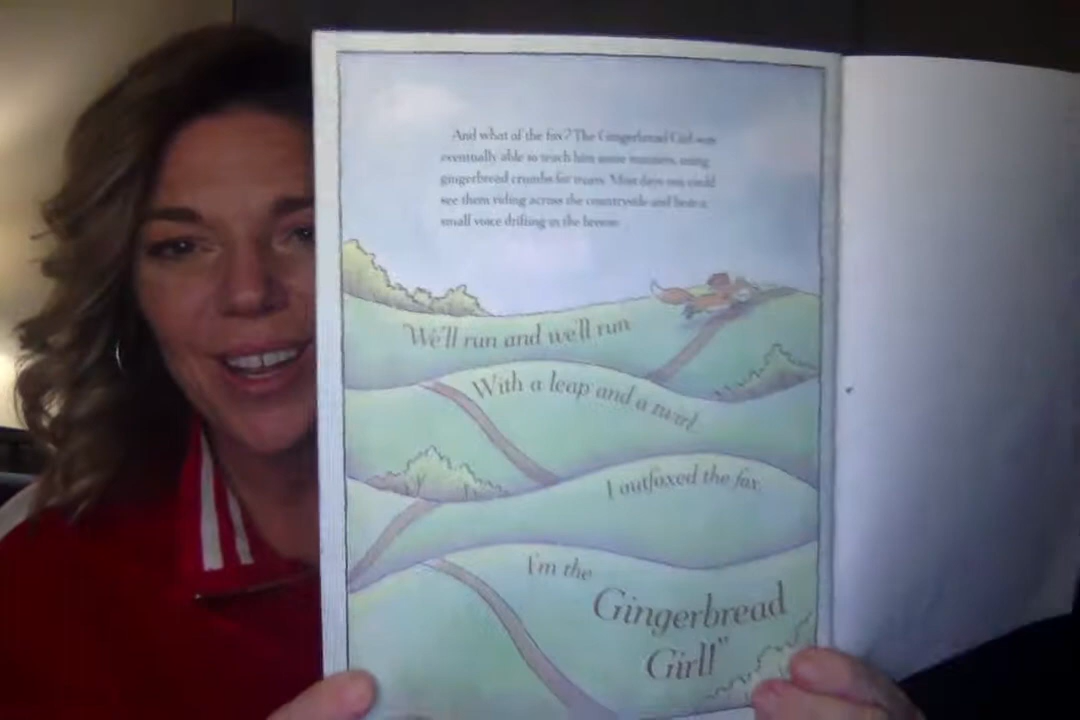 And what of the fox? The Gingerbread Girl was
eventually able to teach him some manners, using
gingerbread crumbs for treats. Most days you could
see them riding across the countryside and hear a
small voice drifting in the breeze:
We'll run and we'll run
With a leap and a twirl.
I outfoxed the fox.
I'm the
Gingerbread
Girl!"